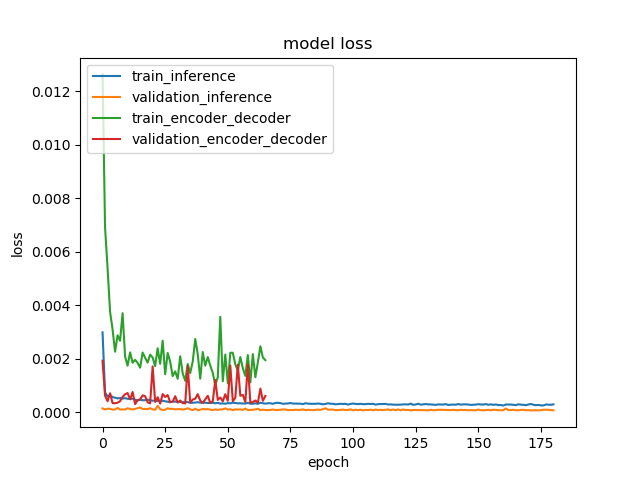 model loss
train_inference
validation_inference
train_encoder_decoder
validation_encoder_decoder
0.012
0.010
0.008
0.006
0.004
0.002
0.000
loss
0 25 50 75 100 125 150 175
epoch